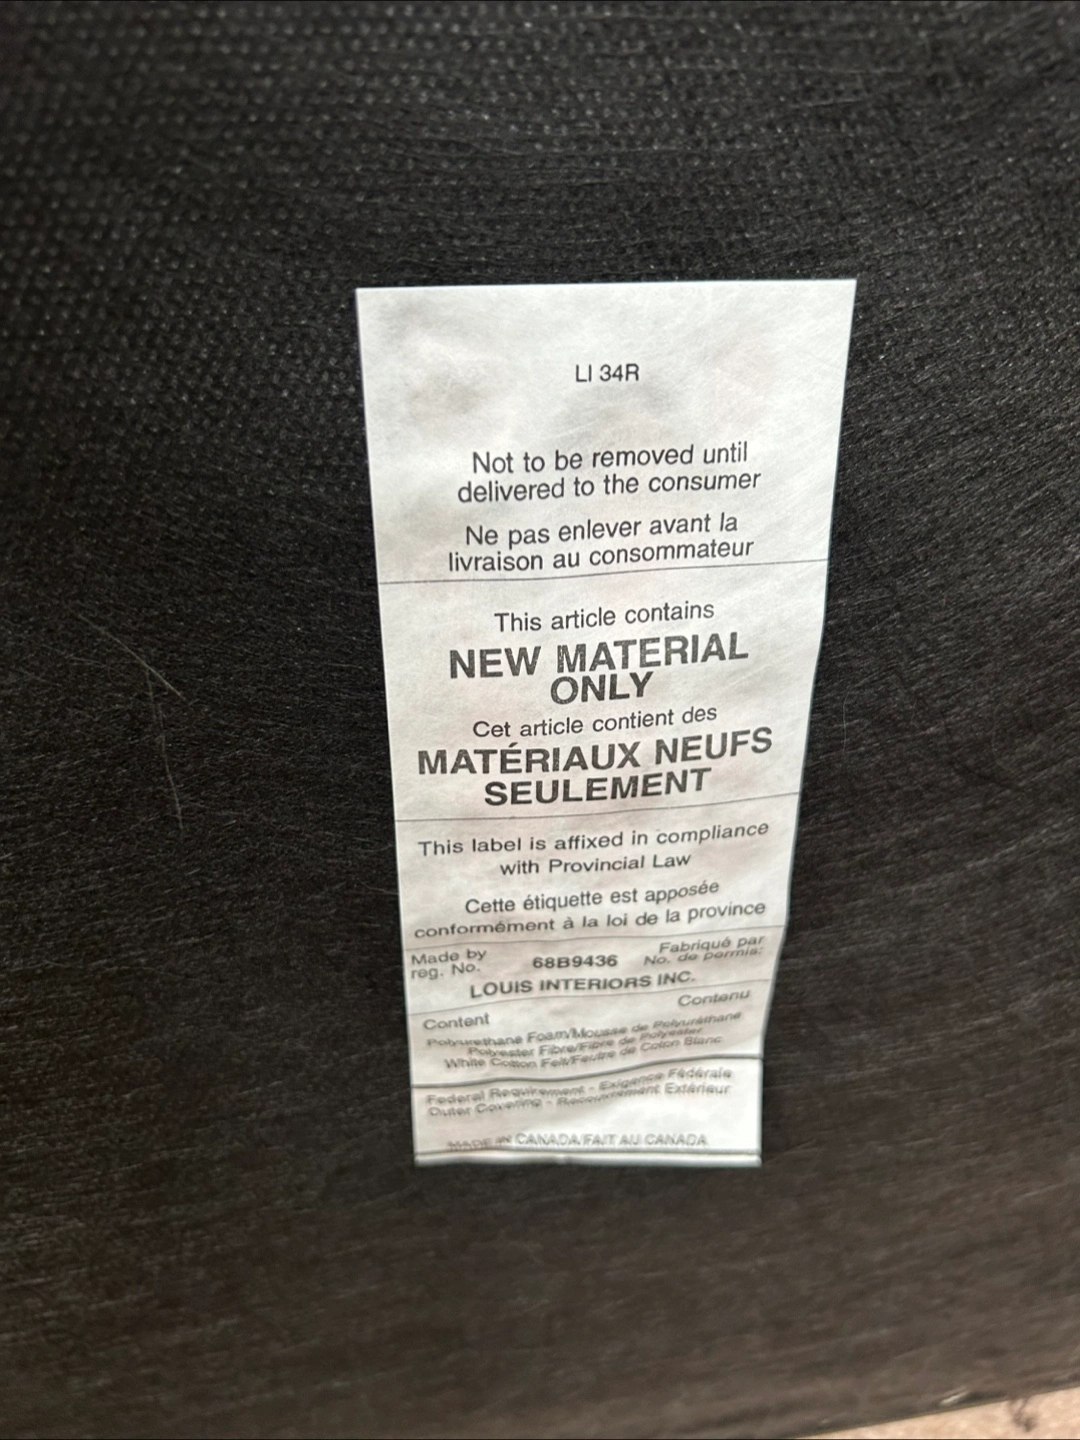 LI 34R
Not to be removed until
delivered to the consumer
Ne pas enlever avant la
livraison au consommateur
This article contains
NEW MATERIAL
ONLY
Cet article contient des
MATÉRIAUX NEUFS
SEULEMENT
This label is affixed in compliance
with Provincial Law
Cette étiquette est apposée
conformément à la loi de la province
Made by
reg. No.
68B9436
Fabriqué par
No. de permis:
LOUIS INTERIORS INC.
Content
Contenu
Polyurethane Foam/Mousse de Polyuréthane
Polyester Fibre/Fibre de Polyester
White Cotton Felt/Feutre de Coton Blanc
Federal Requirement - Exigence Fédérale
Outer Covering - Recouvrement Extérieur
MADE IN CANADA/FAIT AU CANADA